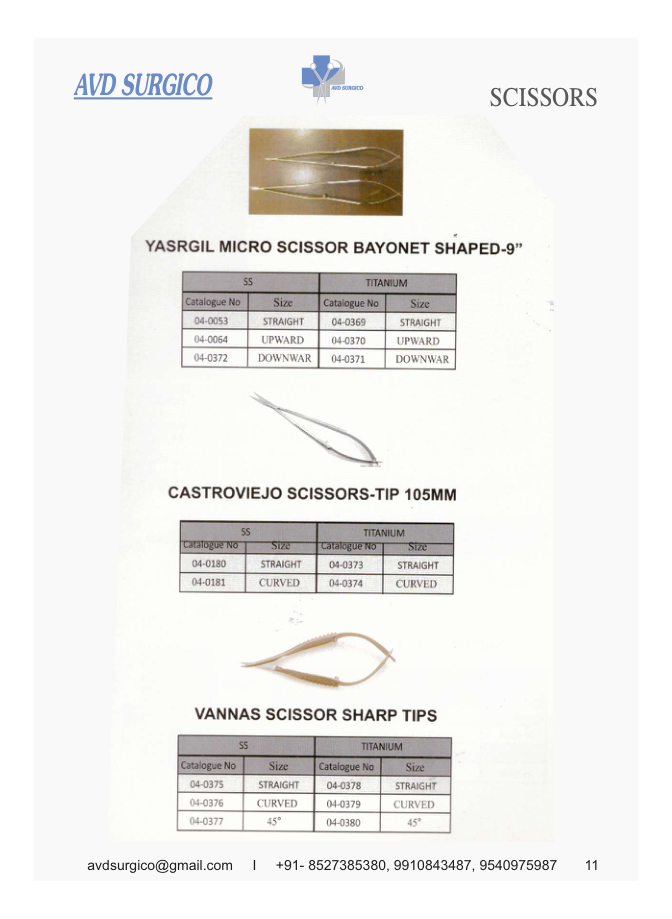 AVD SURGICO
AVD SURGICO
SCISSORS
YASRGIL MICRO SCISSOR BAYONET SHAPED-9”
SS TITANIUM
Catalogue No Size Catalogue No Size
04-0053 STRAIGHT 04-0369 STRAIGHT
04-0064 UPWARD 04-0370 UPWARD
04-0372 DOWNWAR 04-0371 DOWNWAR
CASTROVIEJO SCISSORS-TIP 105MM
SS TITANIUM
Catalogue No Size Catalogue No Size
04-0180 STRAIGHT 04-0373 STRAIGHT
04-0181 CURVED 04-0374 CURVED
VANNAS SCISSOR SHARP TIPS
SS TITANIUM
Catalogue No Size Catalogue No Size
04-0375 STRAIGHT 04-0378 STRAIGHT
04-0376 CURVED 04-0379 CURVED
04-0377 45° 04-0380 45°
avdsurgico@gmail.com I +91- 8527385380, 9910843487, 9540975987 11